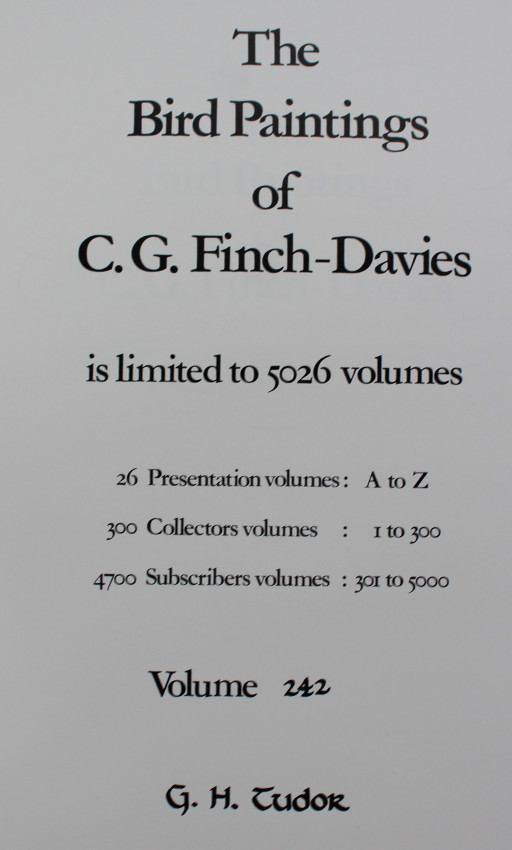 The
Bird Paintings
of
C. G. Finch-Davies
is limited to 5026 volumes
26 Presentation volumes: A to Z
300 Collectors volumes : 1 to 300
4700 Subscribers volumes : 301 to 5000
Volume 242
G. H. Tudor